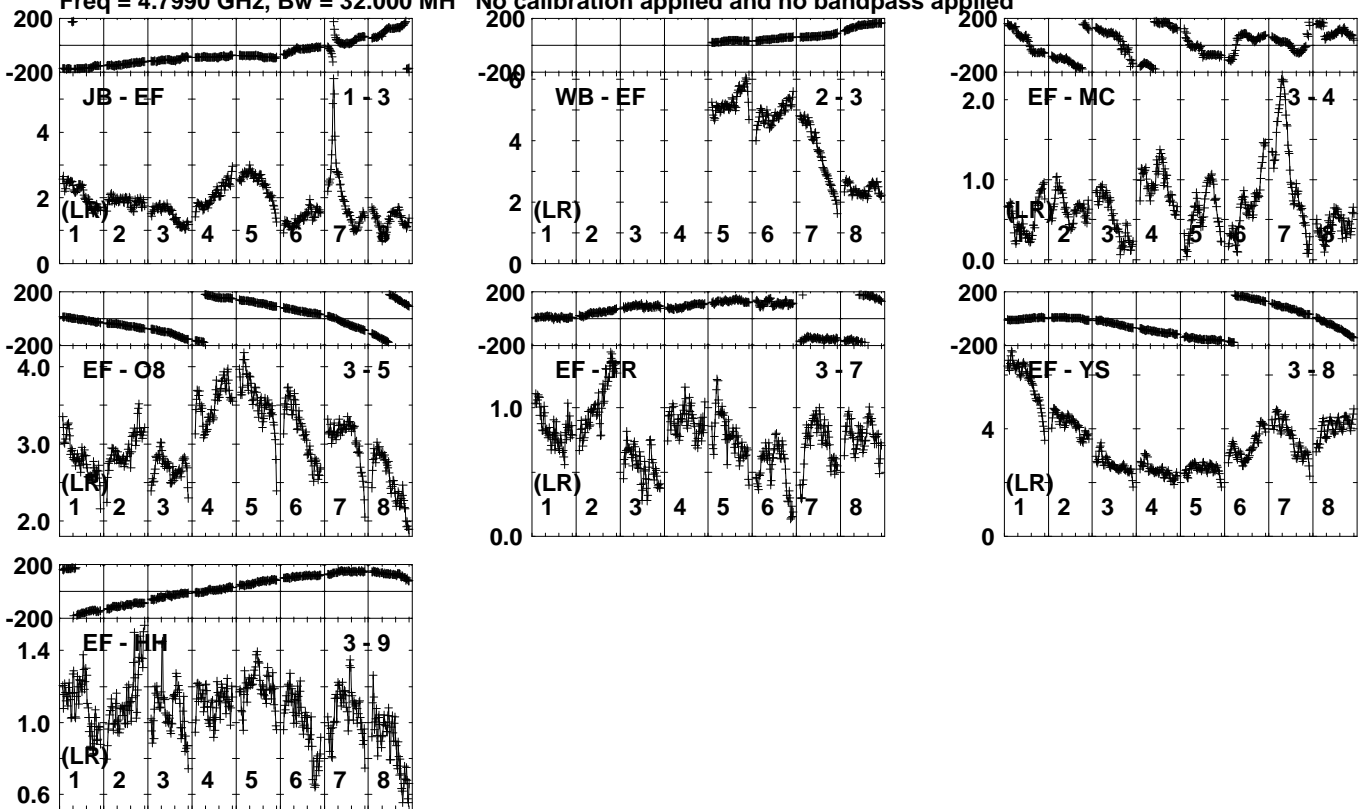 Freq = 4.7990 GHz, Bw = 32.000 MH No calibration applied and no bandpass applied
200
-200
JB - EF 1 - 3
4
2
0
(LR)
1 2 3 4 5 6 7 8
200
-200
6
WB - EF 2 - 3
4
2
0
(LR)
1 2 3 4 5 6 7 8
200
-200
EF - MC 3 - 4
2.0
1.0
0.0
(LR)
1 2 3 4 5 6 7 8
200
-200
EF - O8 3 - 5
4.0
3.0
2.0
(LR)
1 2 3 4 5 6 7 8
200
-200
EF - TR 3 - 7
1.0
0.0
(LR)
1 2 3 4 5 6 7 8
200
-200
EF - YS 3 - 8
4
0
(LR)
1 2 3 4 5 6 7 8
200
-200
EF - HH 3 - 9
1.4
1.0
0.6
(LR)
1 2 3 4 5 6 7 8